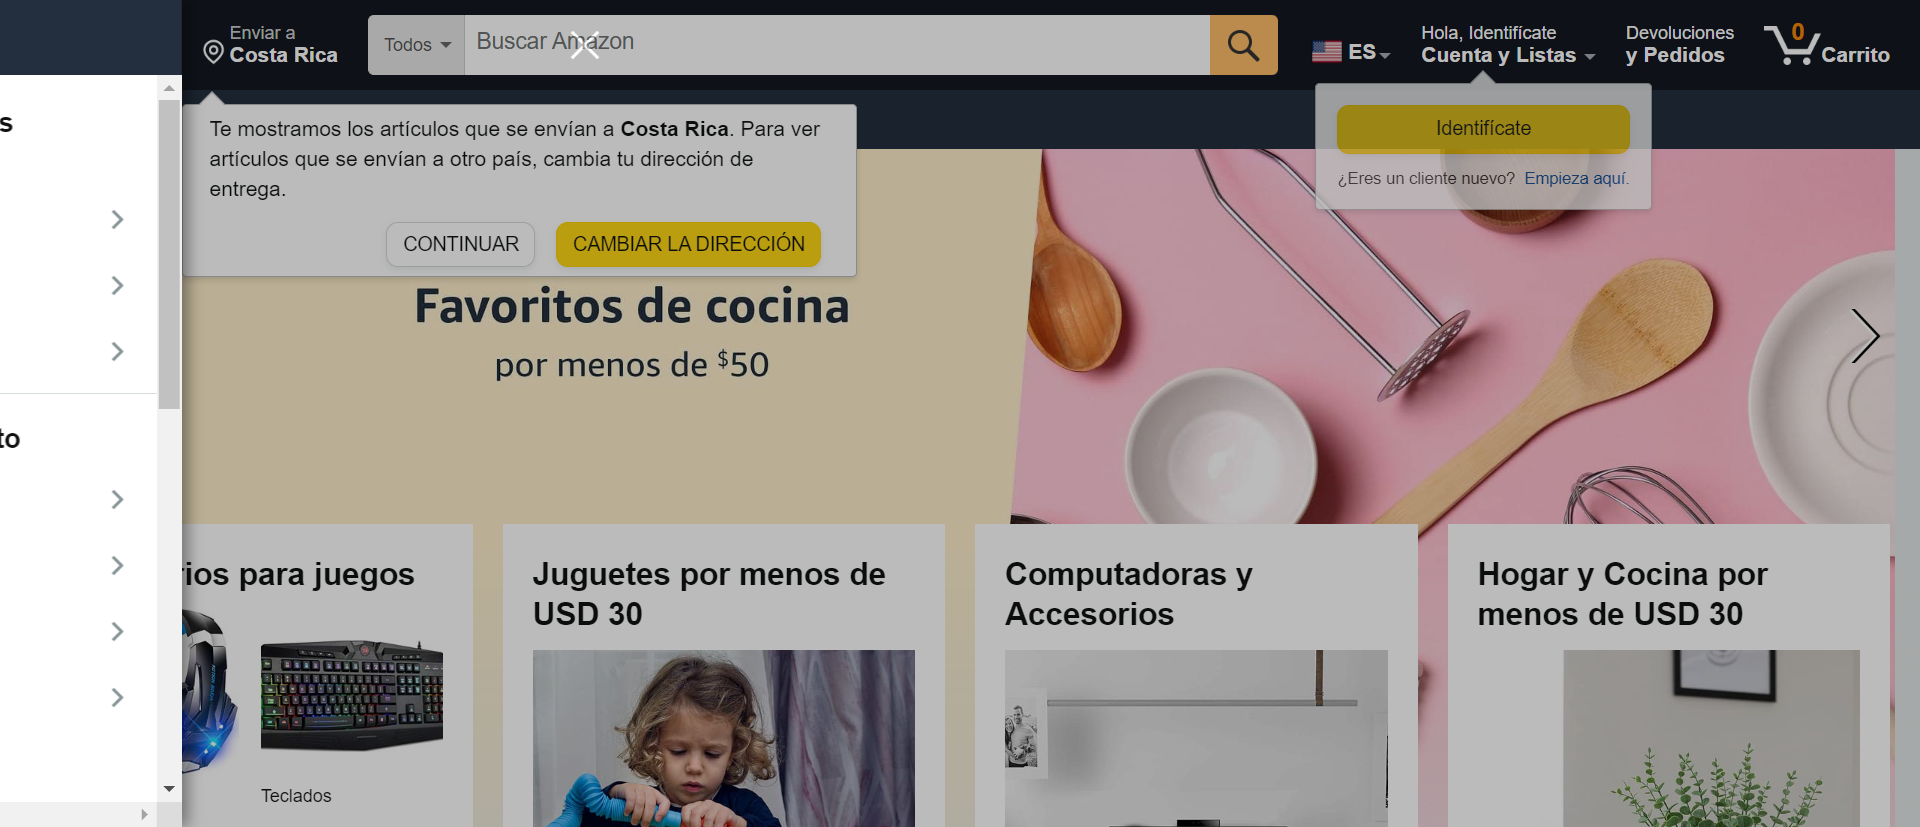 Enviar a
Costa Rica
Todos
Buscar Amazon
ES
Hola, Identifícate
Cuenta y Listas
Devoluciones
y Pedidos
0
Carrito
s
Te mostramos los artículos que se envían a Costa Rica. Para ver
artículos que se envían a otro país, cambia tu dirección de
entrega.
CONTINUAR
CAMBIAR LA DIRECCIÓN
Identifícate
¿Eres un cliente nuevo? Empieza aquí.
Favoritos de cocina
por menos de $50
to
rios para juegos
Teclados
Juguetes por menos de
USD 30
Computadoras y
Accesorios
Hogar y Cocina por
menos de USD 30